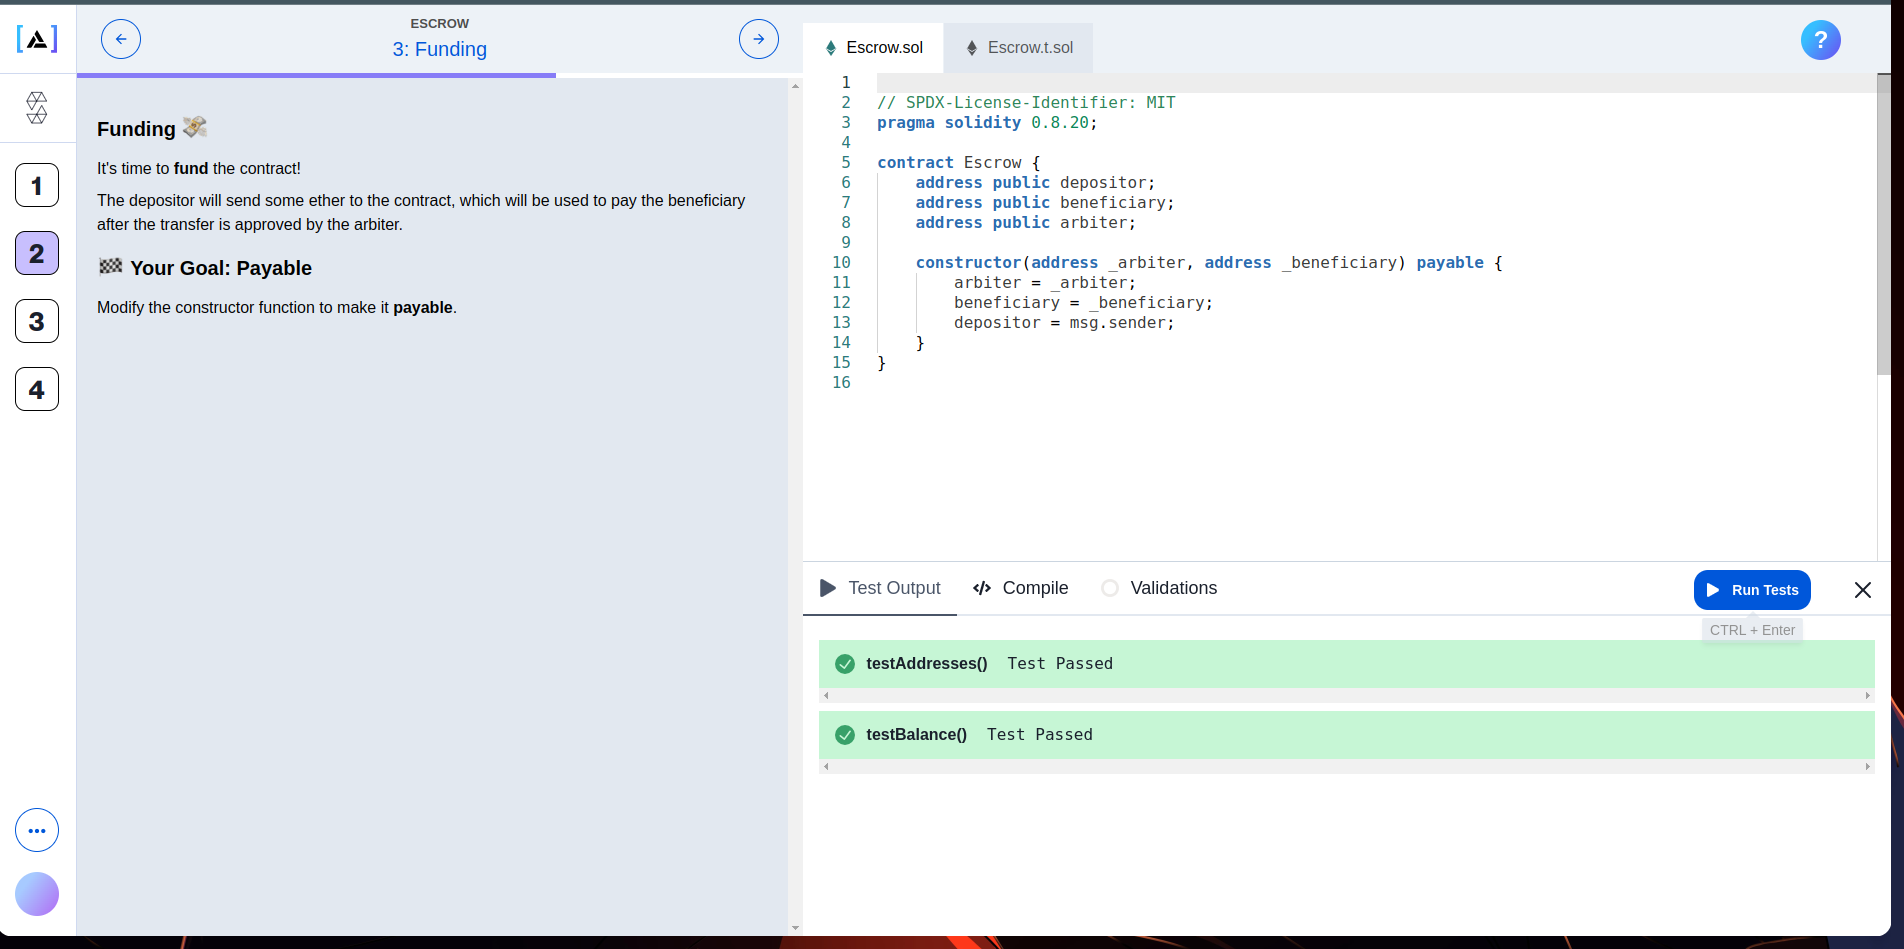 ESCROW
3: Funding
1
2
3
4
Funding 💸
It's time to fund the contract!
The depositor will send some ether to the contract, which will be used to pay the beneficiary
after the transfer is approved by the arbiter.
🏁 Your Goal: Payable
Modify the constructor function to make it payable.
Escrow.sol
Escrow.t.sol
?
1
2 // SPDX-License-Identifier: MIT
3 pragma solidity 0.8.20;
4
5 contract Escrow {
6     address public depositor;
7     address public beneficiary;
8     address public arbiter;
9
10     constructor(address _arbiter, address _beneficiary) payable {
11         arbiter = _arbiter;
12         beneficiary = _beneficiary;
13         depositor = msg.sender;
14     }
15 }
16
Test Output
Compile
Validations
Run Tests
CTRL + Enter
testAddresses() Test Passed
testBalance() Test Passed